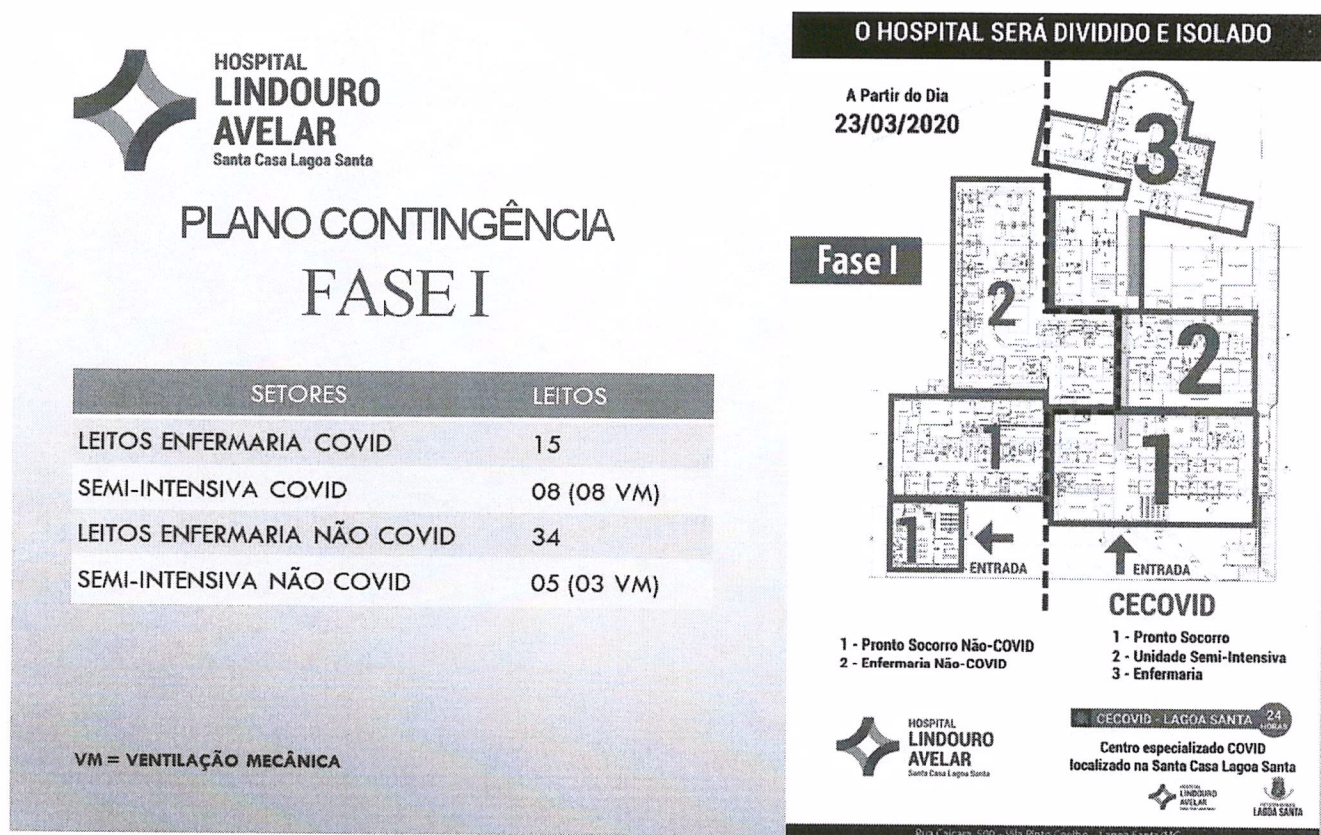 HOSPITAL
LINDOURO
AVELAR
Santa Casa Lagoa Santa
PLANO CONTINGÊNCIA
FASE I
SETORES LEITOS
LEITOS ENFERMARIA COVID 15
SEMI-INTENSIVA COVID 08 (08 VM)
LEITOS ENFERMARIA NÃO COVID 34
SEMI-INTENSIVA NÃO COVID 05 (03 VM)
VM = VENTILAÇÃO MECÂNICA
O HOSPITAL SERÁ DIVIDIDO E ISOLADO
A Partir do Dia
23/03/2020
3
Fase I
2
2
1
1
1
ENTRADA
ENTRADA
CECOVID
1 - Pronto Socorro Não-COVID
2 - Enfermaria Não-COVID
1 - Pronto Socorro
2 - Unidade Semi-Intensiva
3 - Enfermaria
CECOVID - LAGOA SANTA 24 HORAS
Centro especializado COVID
localizado na Santa Casa Lagoa Santa
HOSPITAL
LINDOURO
AVELAR
Santa Casa Lagoa Santa
HOSPITAL
LINDOURO
AVELAR
LAGOA SANTA